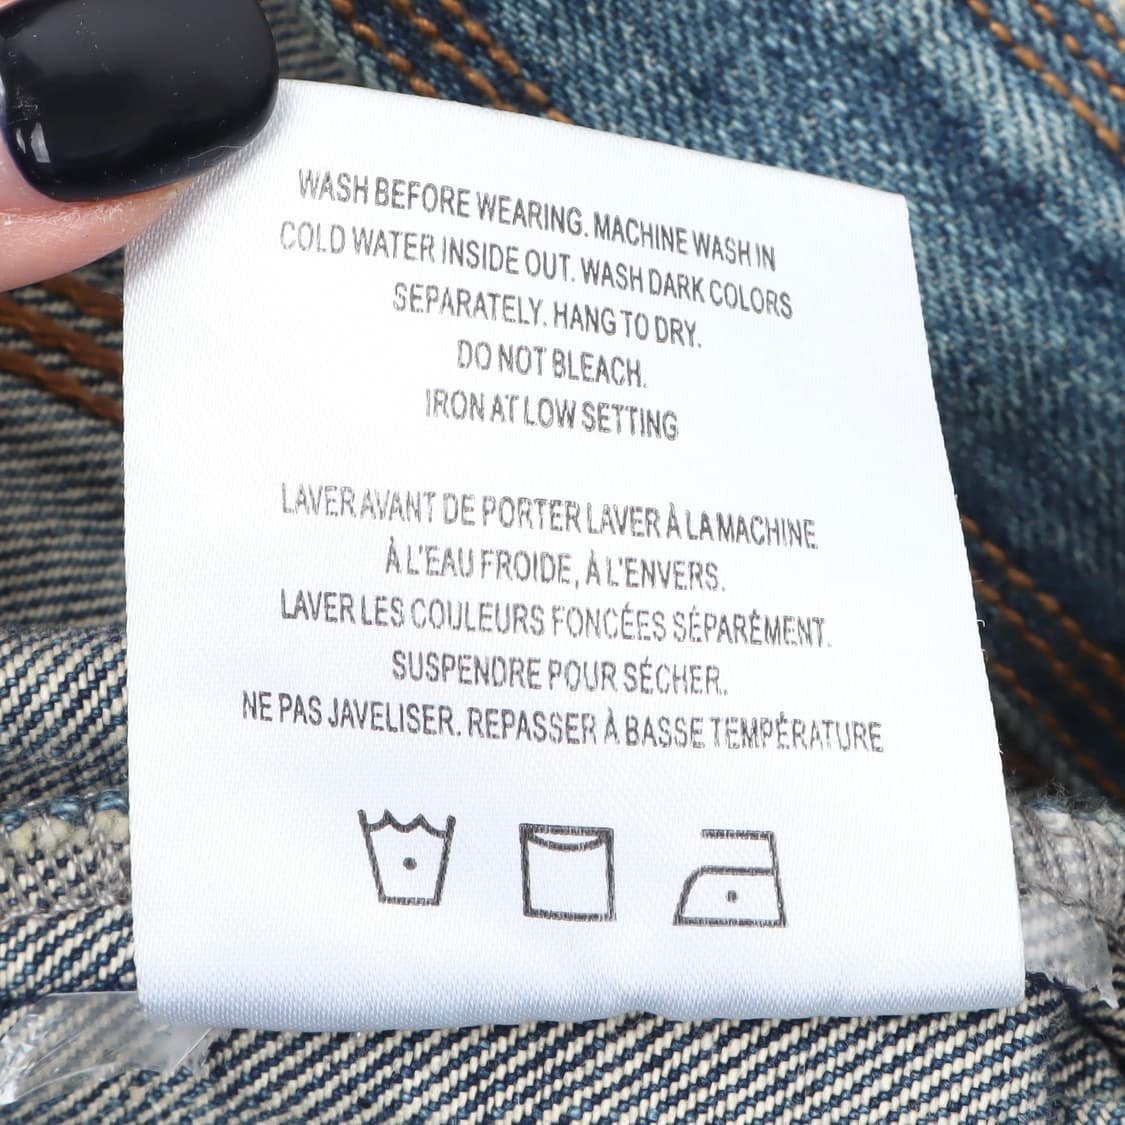 WASH BEFORE WEARING. MACHINE WASH IN
COLD WATER INSIDE OUT. WASH DARK COLORS
SEPARATELY. HANG TO DRY.
DO NOT BLEACH.
IRON AT LOW SETTING
LAVER AVANT DE PORTER LAVER À LA MACHINE
À L'EAU FROIDE, À L'ENVERS.
LAVER LES COULEURS FONCÉES SÉPARÉMENT.
SUSPENDRE POUR SÉCHER.
NE PAS JAVELISER. REPASSER À BASSE TEMPÉRATURE